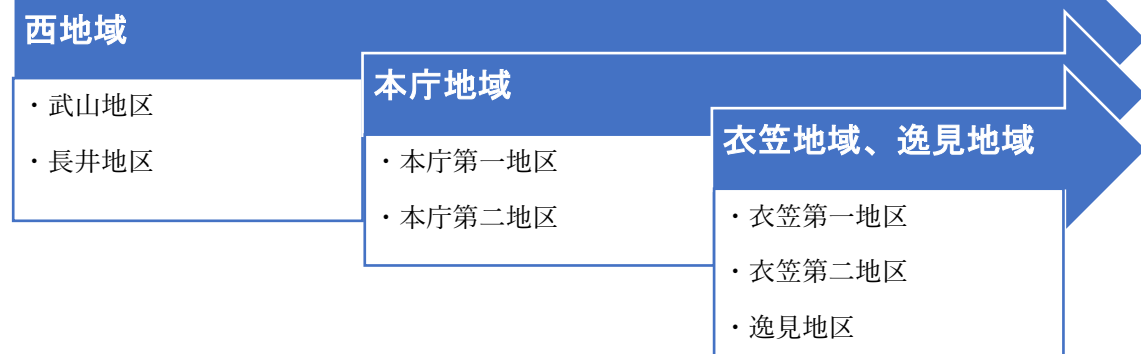 西地域
・武山地区
・長井地区
本庁地域
・本庁第一地区
・本庁第二地区
衣笠地域、逸見地域
・衣笠第一地区
・衣笠第二地区
・逸見地区